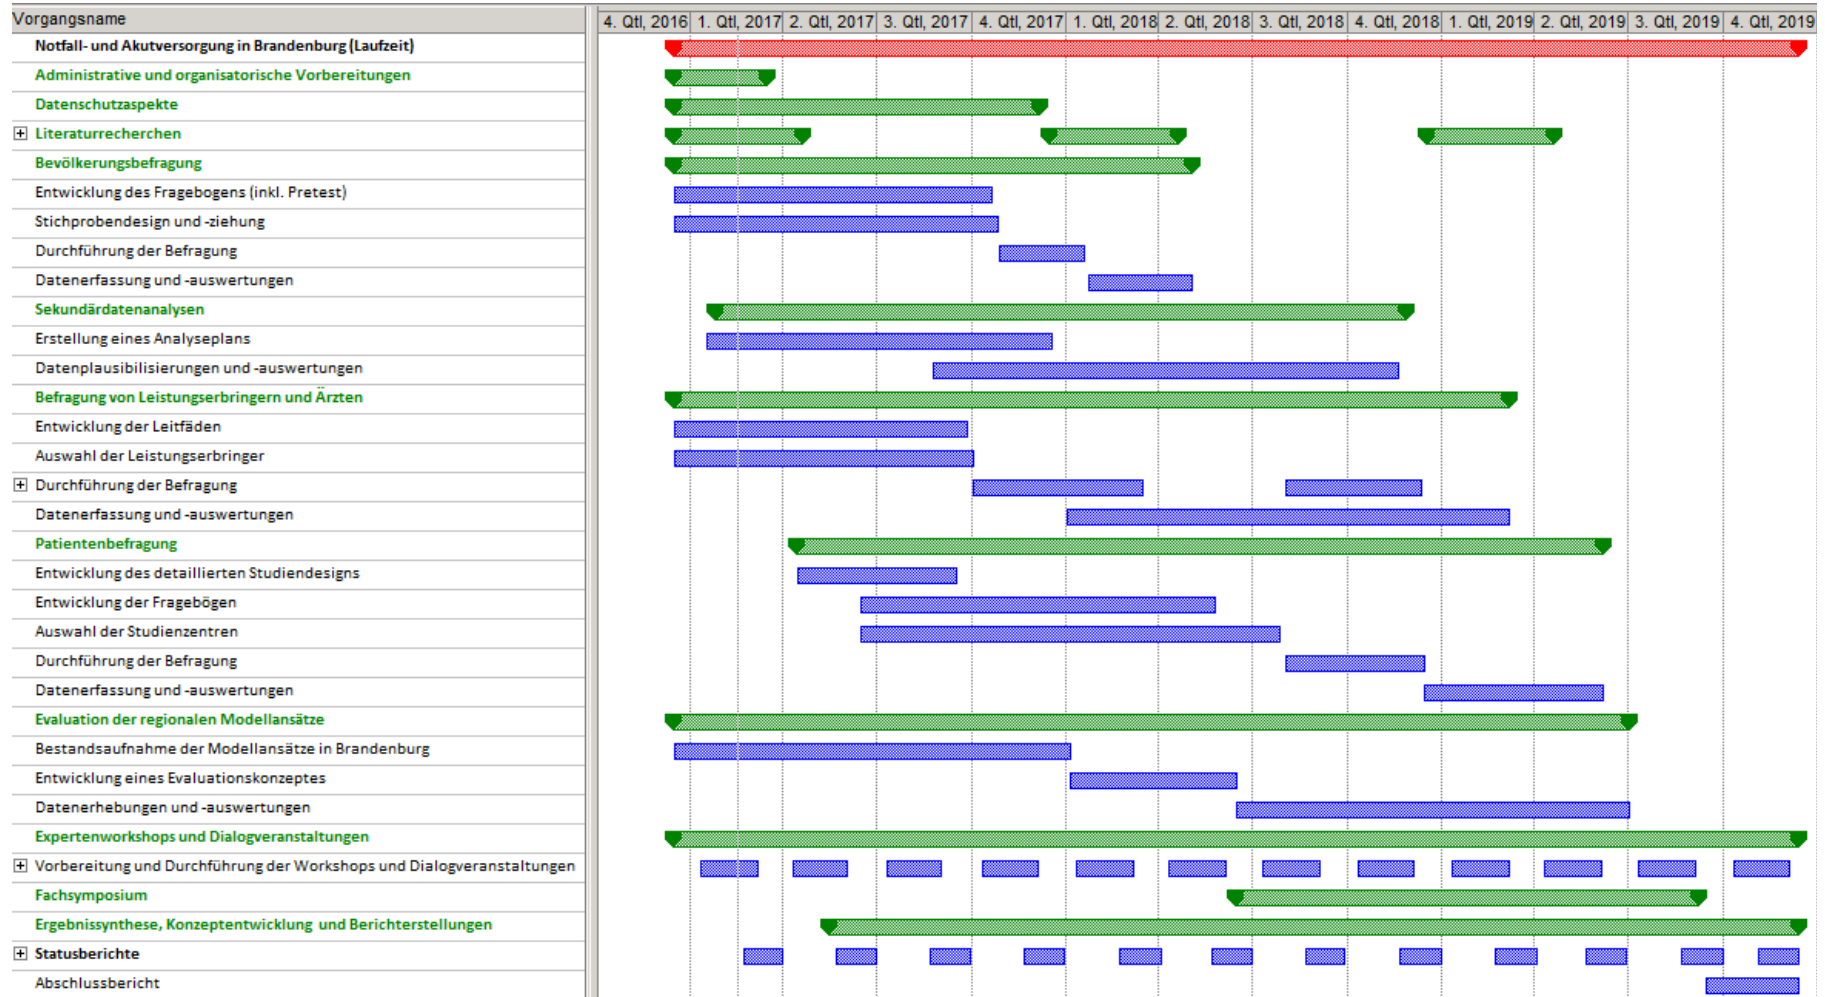 Vorgangsname
4. Qtl, 2016 1. Qtl, 2017 2. Qtl, 2017 3. Qtl, 2017 4. Qtl, 2017 1. Qtl, 2018 2. Qtl, 2018 3. Qtl, 2018 4. Qtl, 2018 1. Qtl, 2019 2. Qtl, 2019 3. Qtl, 2019 4. Qtl, 2019
Notfall- und Akutversorgung in Brandenburg (Laufzeit)
Administrative und organisatorische Vorbereitungen
Datenschutzaspekte
Literaturrecherchen
Bevölkerungsbefragung
Entwicklung des Fragebogens (inkl. Pretest)
Stichprobendesign und -ziehung
Durchführung der Befragung
Datenerfassung und -auswertungen
Sekundärdatenanalysen
Erstellung eines Analyseplans
Datenplausibilisierungen und -auswertungen
Befragung von Leistungserbringern und Ärzten
Entwicklung der Leitfäden
Auswahl der Leistungserbringer
Durchführung der Befragung
Datenerfassung und -auswertungen
Patientenbefragung
Entwicklung des detaillierten Studiendesigns
Entwicklung der Fragebögen
Auswahl der Studienzentren
Durchführung der Befragung
Datenerfassung und -auswertungen
Evaluation der regionalen Modellansätze
Bestandsaufnahme der Modellansätze in Brandenburg
Entwicklung eines Evaluationskonzeptes
Datenerhebungen und -auswertungen
Expertenworkshops und Dialogveranstaltungen
Vorbereitung und Durchführung der Workshops und Dialogveranstaltungen
Fachsymposium
Ergebnissynthese, Konzeptentwicklung und Berichterstellungen
Statusberichte
Abschlussbericht